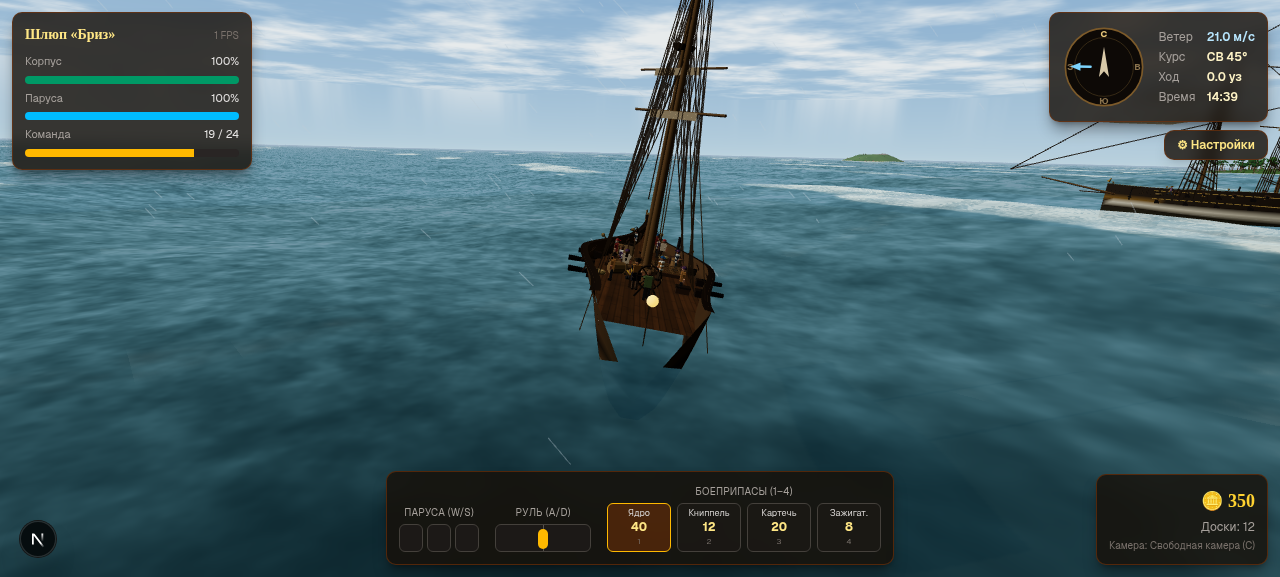 Шлюп «Бриз»
1 FPS
Корпус 100%
Паруса 100%
Команда 19 / 24
С
З В
Ю
Ветер 21.0 м/с
Курс СВ 45°
Ход 0.0 уз
Время 14:39
⚙ Настройки
БОЕПРИПАСЫ (1–4)
ПАРУСА (W/S)
РУЛЬ (A/D)
Ядро
40
1
Книппель
12
2
Картечь
20
3
Зажигат.
8
4
N
350
Доски: 12
Камера: Свободная камера (C)